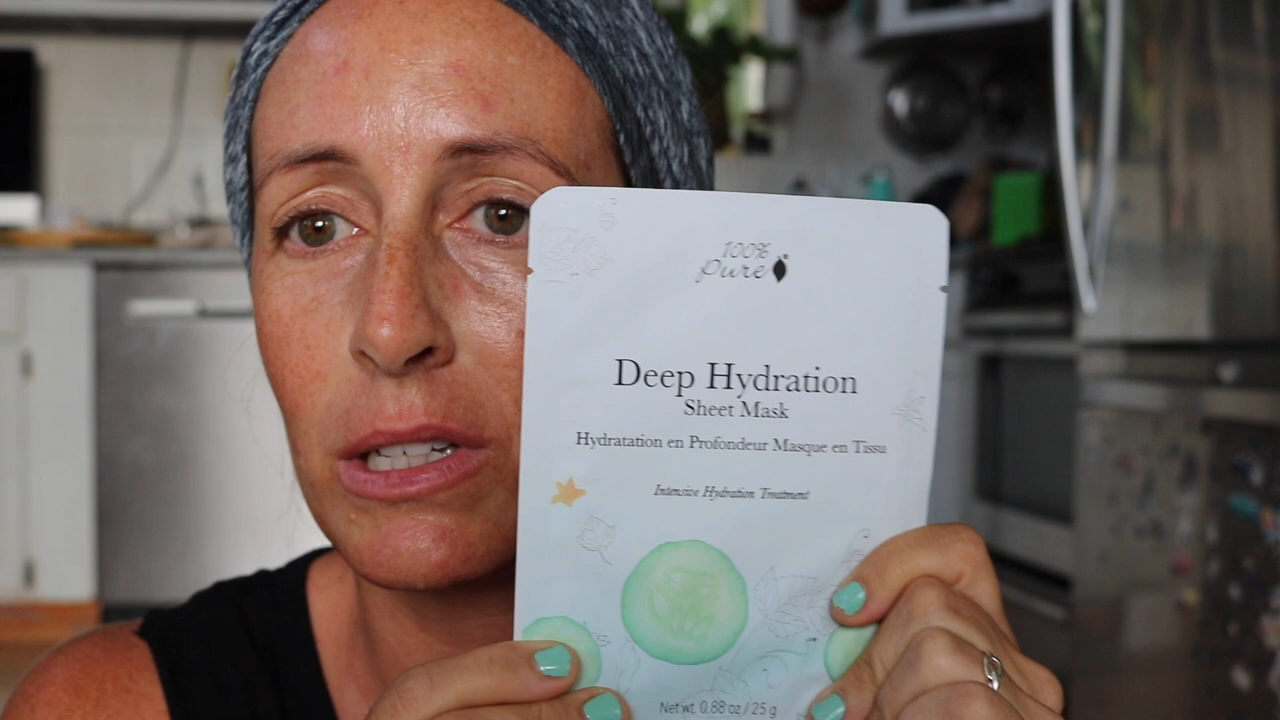 100%
Pure
Deep Hydration
Sheet Mask
Hydratation en Profondeur Masque en Tissu
Intensive Hydration Treatment
Net wt. 0.88 oz / 25 g